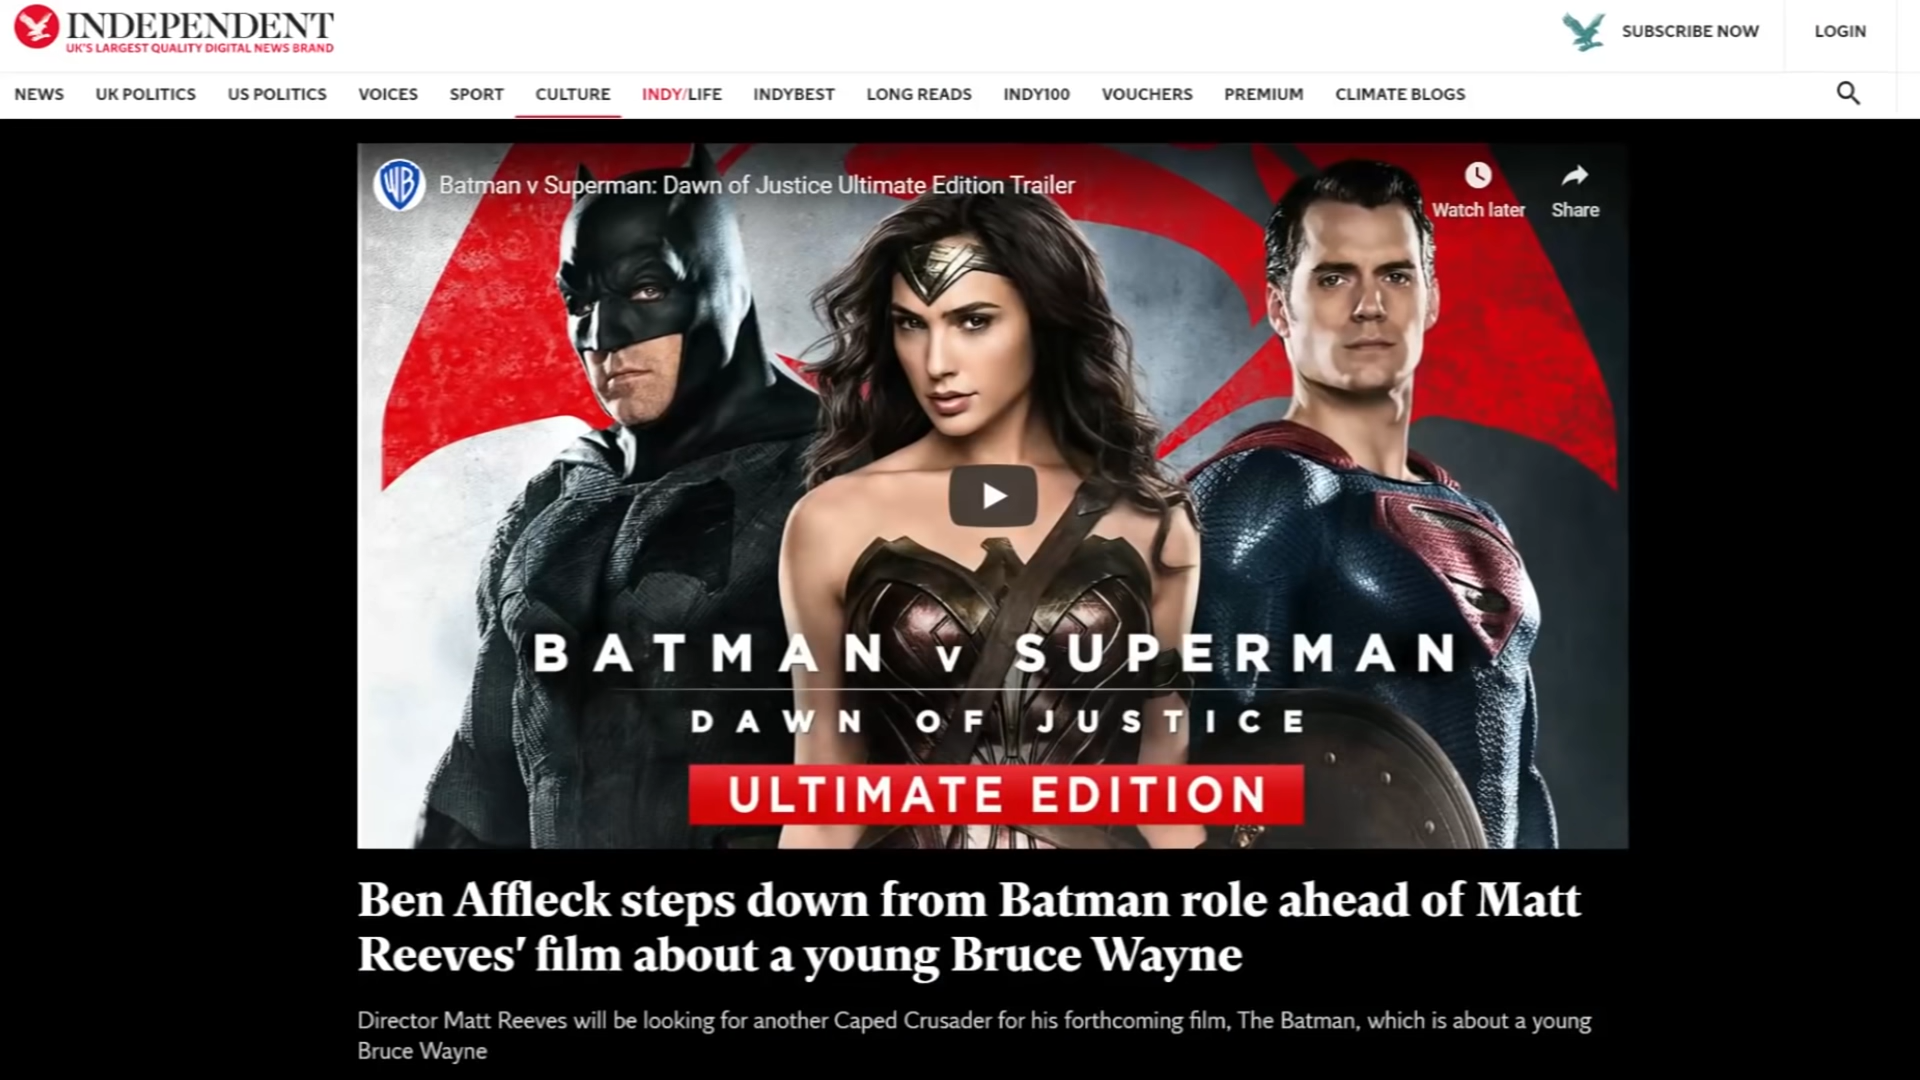 INDEPENDENT
UK'S LARGEST QUALITY DIGITAL NEWS BRAND
SUBSCRIBE NOW
LOGIN
NEWS UK POLITICS US POLITICS VOICES SPORT CULTURE INDY/LIFE INDYBEST LONG READS INDY100 VOUCHERS PREMIUM CLIMATE BLOGS
WB Batman v Superman: Dawn of Justice Ultimate Edition Trailer
Watch later Share
BATMAN v SUPERMAN
DAWN OF JUSTICE
ULTIMATE EDITION
Ben Affleck steps down from Batman role ahead of Matt
Reeves' film about a young Bruce Wayne
Director Matt Reeves will be looking for another Caped Crusader for his forthcoming film, The Batman, which is about a young
Bruce Wayne